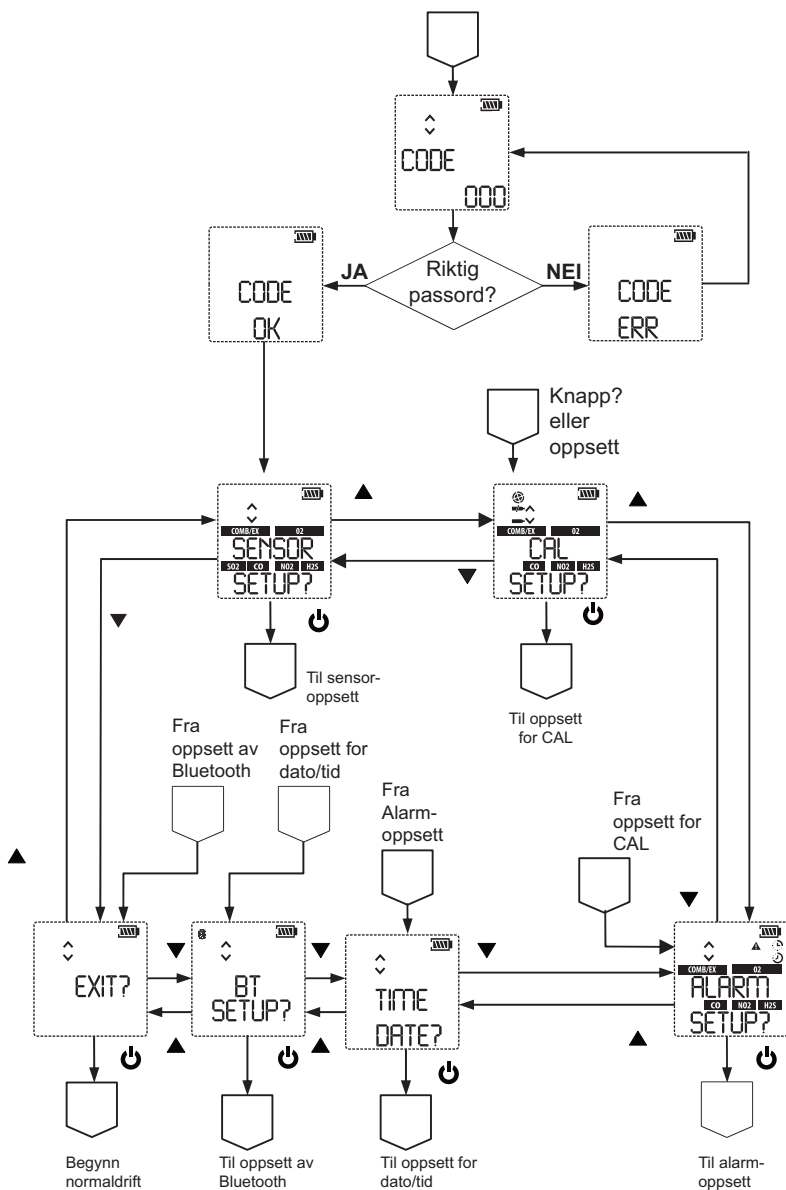 CODE
000
JA
Riktig
passord?
NEI
CODE
OK
CODE
ERR
Knapp?
eller
oppsett
COMB/EX O2
SENSOR
SO2 CO NO2 H2S
SETUP?
COMB/EX O2
CAL
CO NO2 H2S
SETUP?
Til sensor-
oppsett
Til oppsett
for CAL
Fra
oppsett av
Bluetooth
Fra
oppsett for
dato/tid
Fra
Alarm-
oppsett
Fra
oppsett for
CAL
EXIT?
BT
SETUP?
TIME
DATE?
COMB/EX O2
ALARM
CO NO2 H2S
SETUP?
Begynn
normaldrift
Til oppsett av
Bluetooth
Til oppsett for
dato/tid
Til alarm-
oppsett